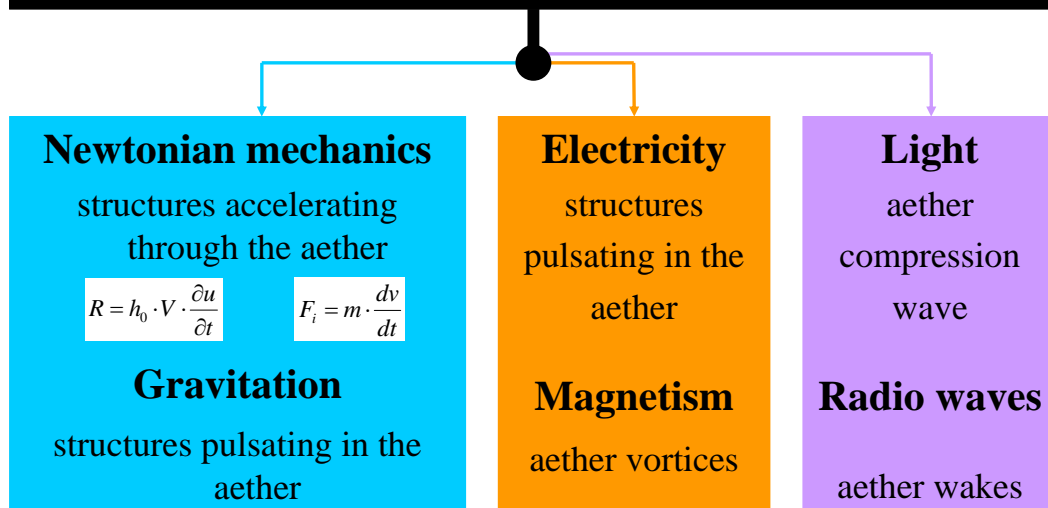 Newtonian mechanics
structures accelerating
through the aether
R = h₀ · V · ∂u/∂t
F_i = m · dv/dt
Gravitation
structures pulsating in the
aether
Electricity
structures
pulsating in the
aether
Magnetism
aether vortices
Light
aether
compression
wave
Radio waves
aether wakes